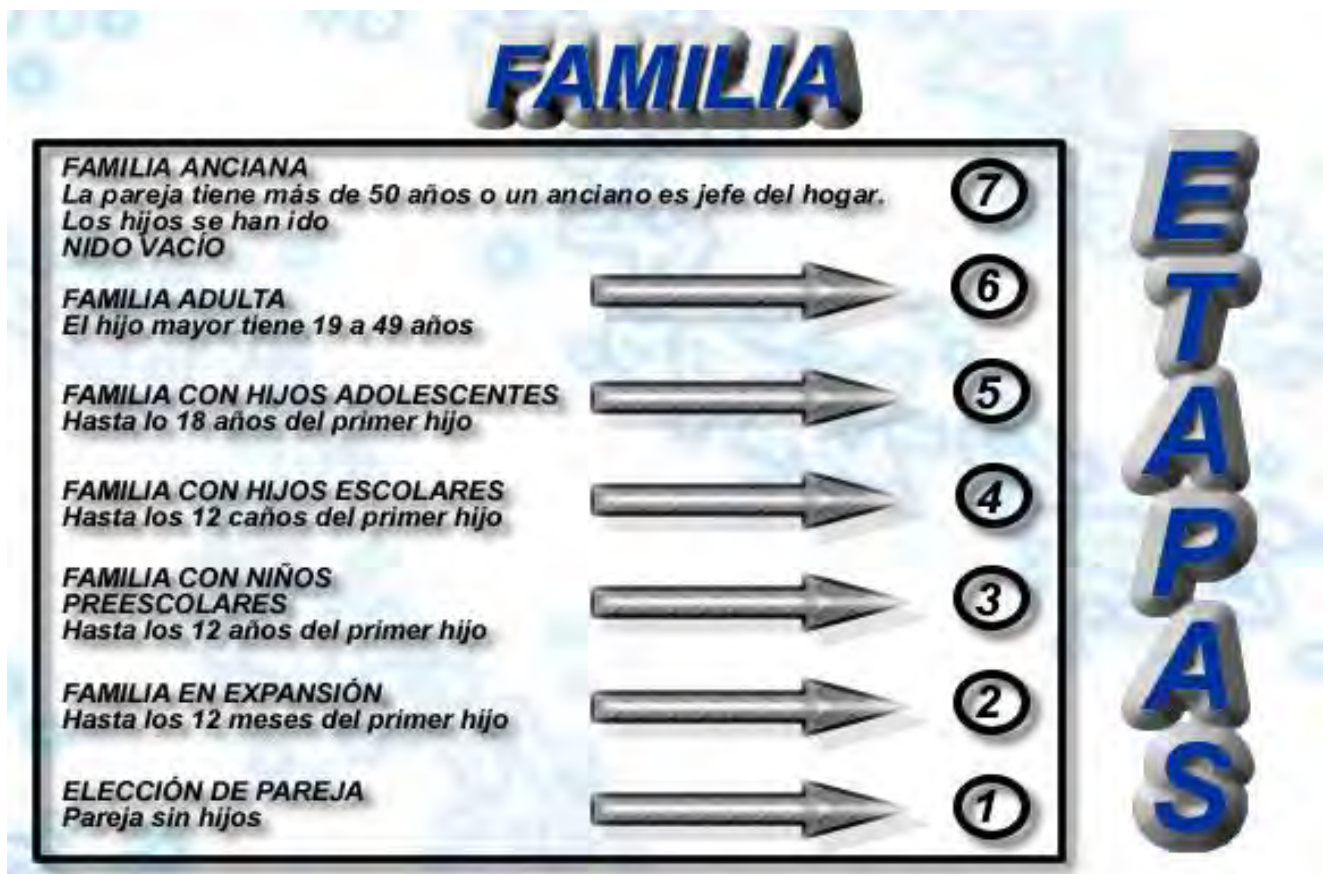 FAMILIA
FAMILIA ANCIANA
La pareja tiene más de 50 años o un anciano es jefe del hogar.
Los hijos se han ido
NIDO VACÍO
7
FAMILIA ADULTA
El hijo mayor tiene 19 a 49 años
6
FAMILIA CON HIJOS ADOLESCENTES
Hasta lo 18 años del primer hijo
5
FAMILIA CON HIJOS ESCOLARES
Hasta los 12 caños del primer hijo
4
FAMILIA CON NIÑOS
PREESCOLARES
Hasta los 12 años del primer hijo
3
FAMILIA EN EXPANSIÓN
Hasta los 12 meses del primer hijo
2
ELECCIÓN DE PAREJA
Pareja sin hijos
1
ETAPAS